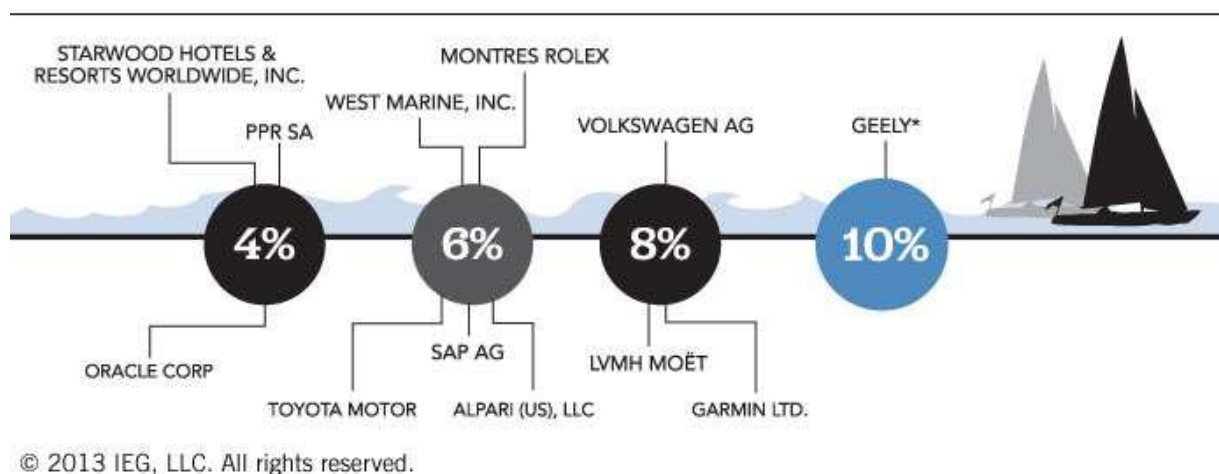 STARWOOD HOTELS &
RESORTS WORLDWIDE, INC.
PPR SA
MONTRES ROLEX
WEST MARINE, INC.
VOLKSWAGEN AG
GEELY*
4%
6%
8%
10%
ORACLE CORP
TOYOTA MOTOR
SAP AG
ALPARI (US), LLC
LVMH MOËT
GARMIN LTD.
© 2013 IEG, LLC. All rights reserved.